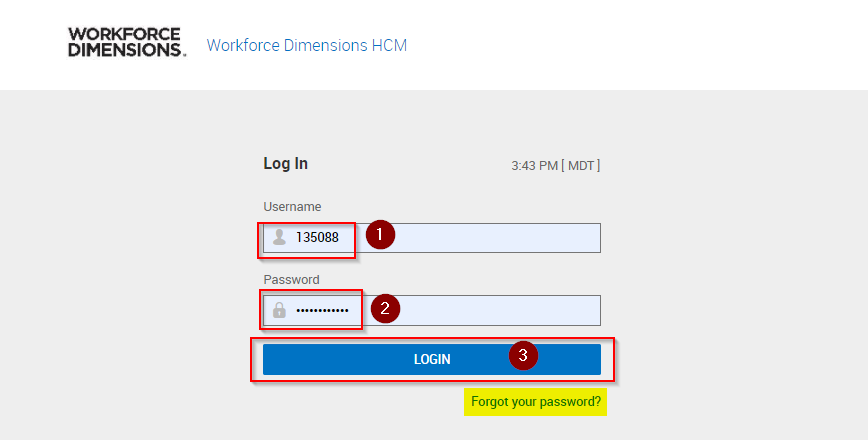 WORKFORCE
DIMENSIONS™
Workforce Dimensions HCM
Log In
3:43 PM [ MDT ]
Username
135088
1
Password
••••••••••••
2
LOGIN
3
Forgot your password?